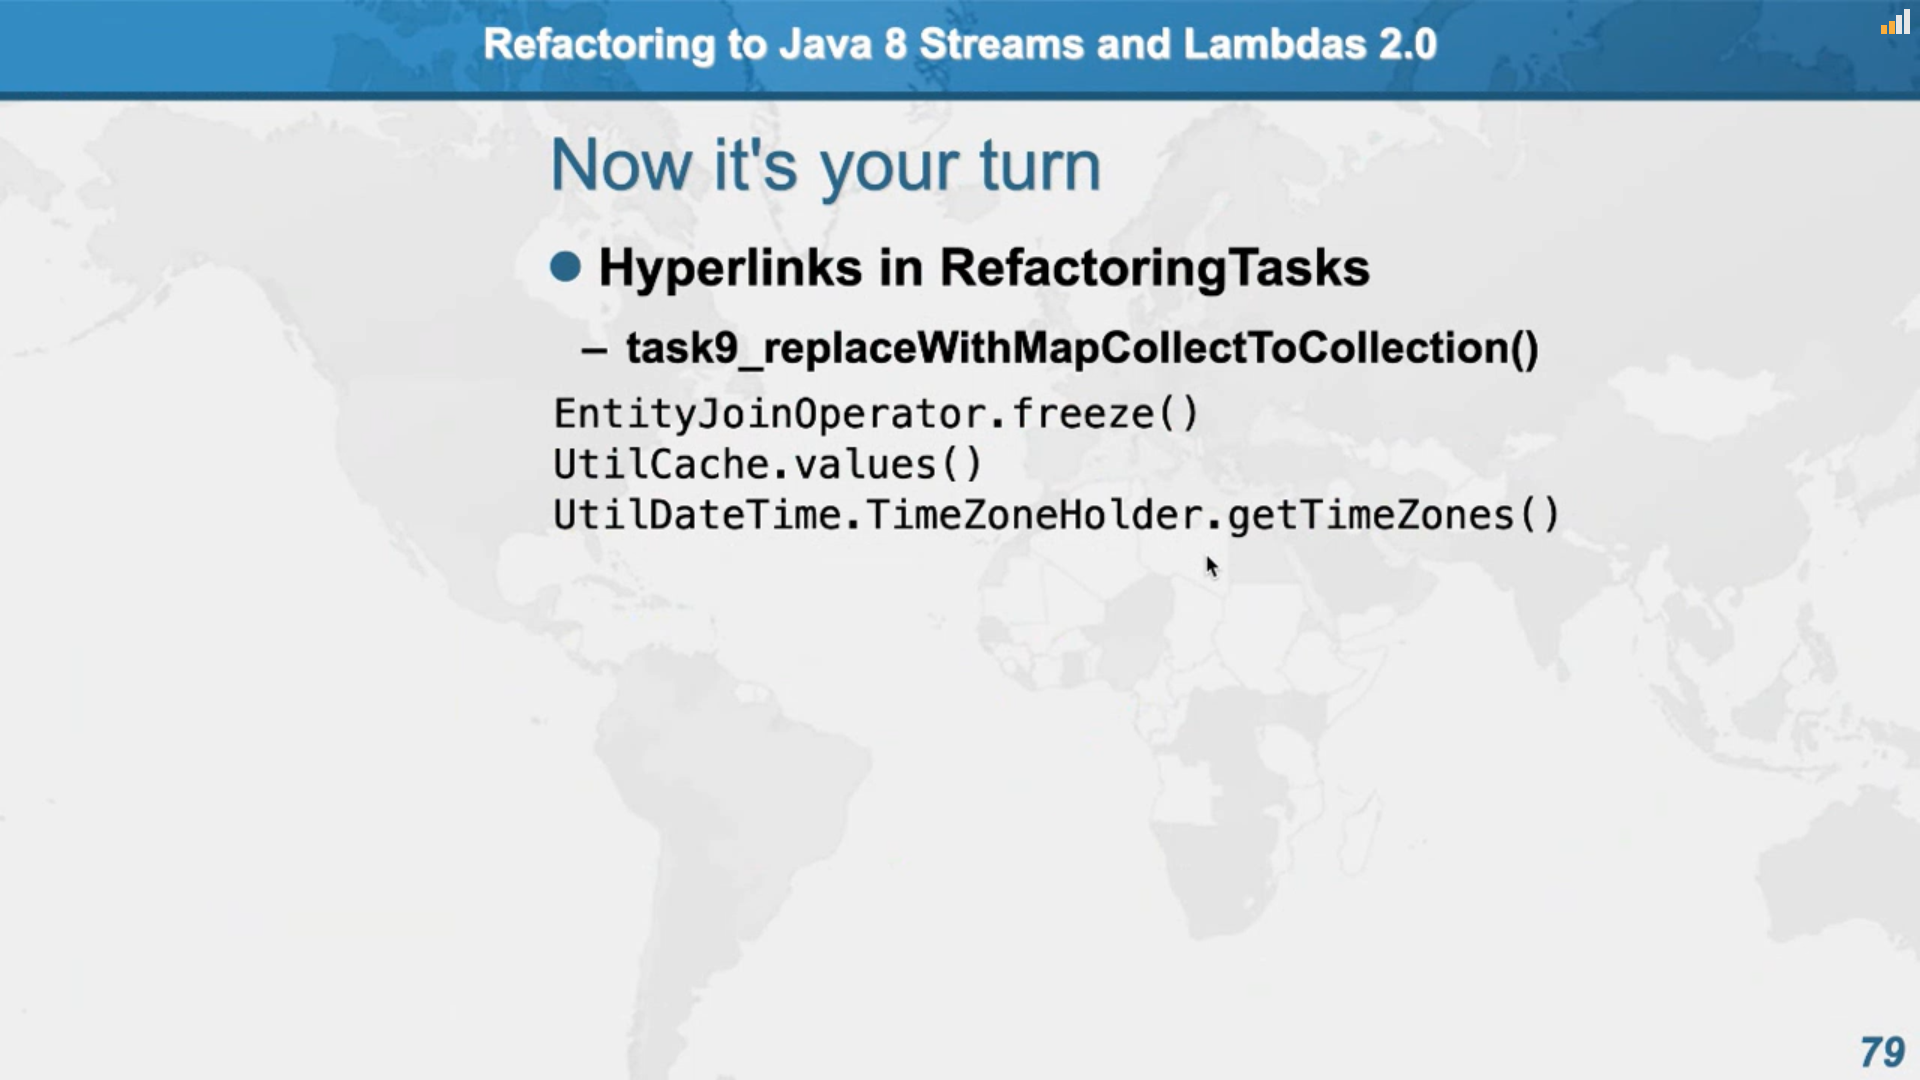 Refactoring to Java 8 Streams and Lambdas 2.0
Now it's your turn
● Hyperlinks in RefactoringTasks
– task9_replaceWithMapCollectToCollection()
EntityJoinOperator.freeze()
UtilCache.values()
UtilDateTime.TimeZoneHolder.getTimeZones()
79